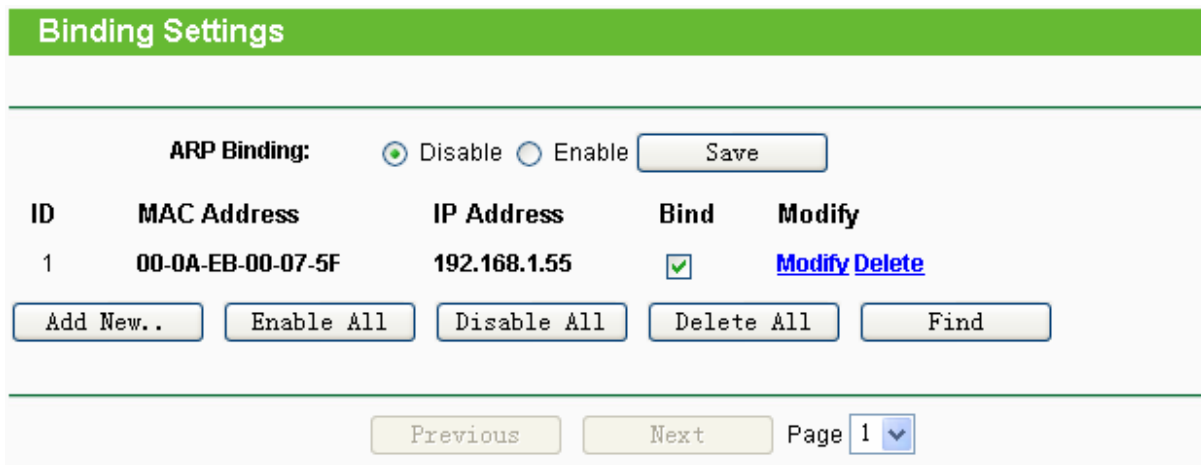 Binding Settings
ARP Binding: Disable Enable Save
ID MAC Address IP Address Bind Modify
1 00-0A-EB-00-07-5F 192.168.1.55 Modify Delete
Add New.. Enable All Disable All Delete All Find
Previous Next Page 1